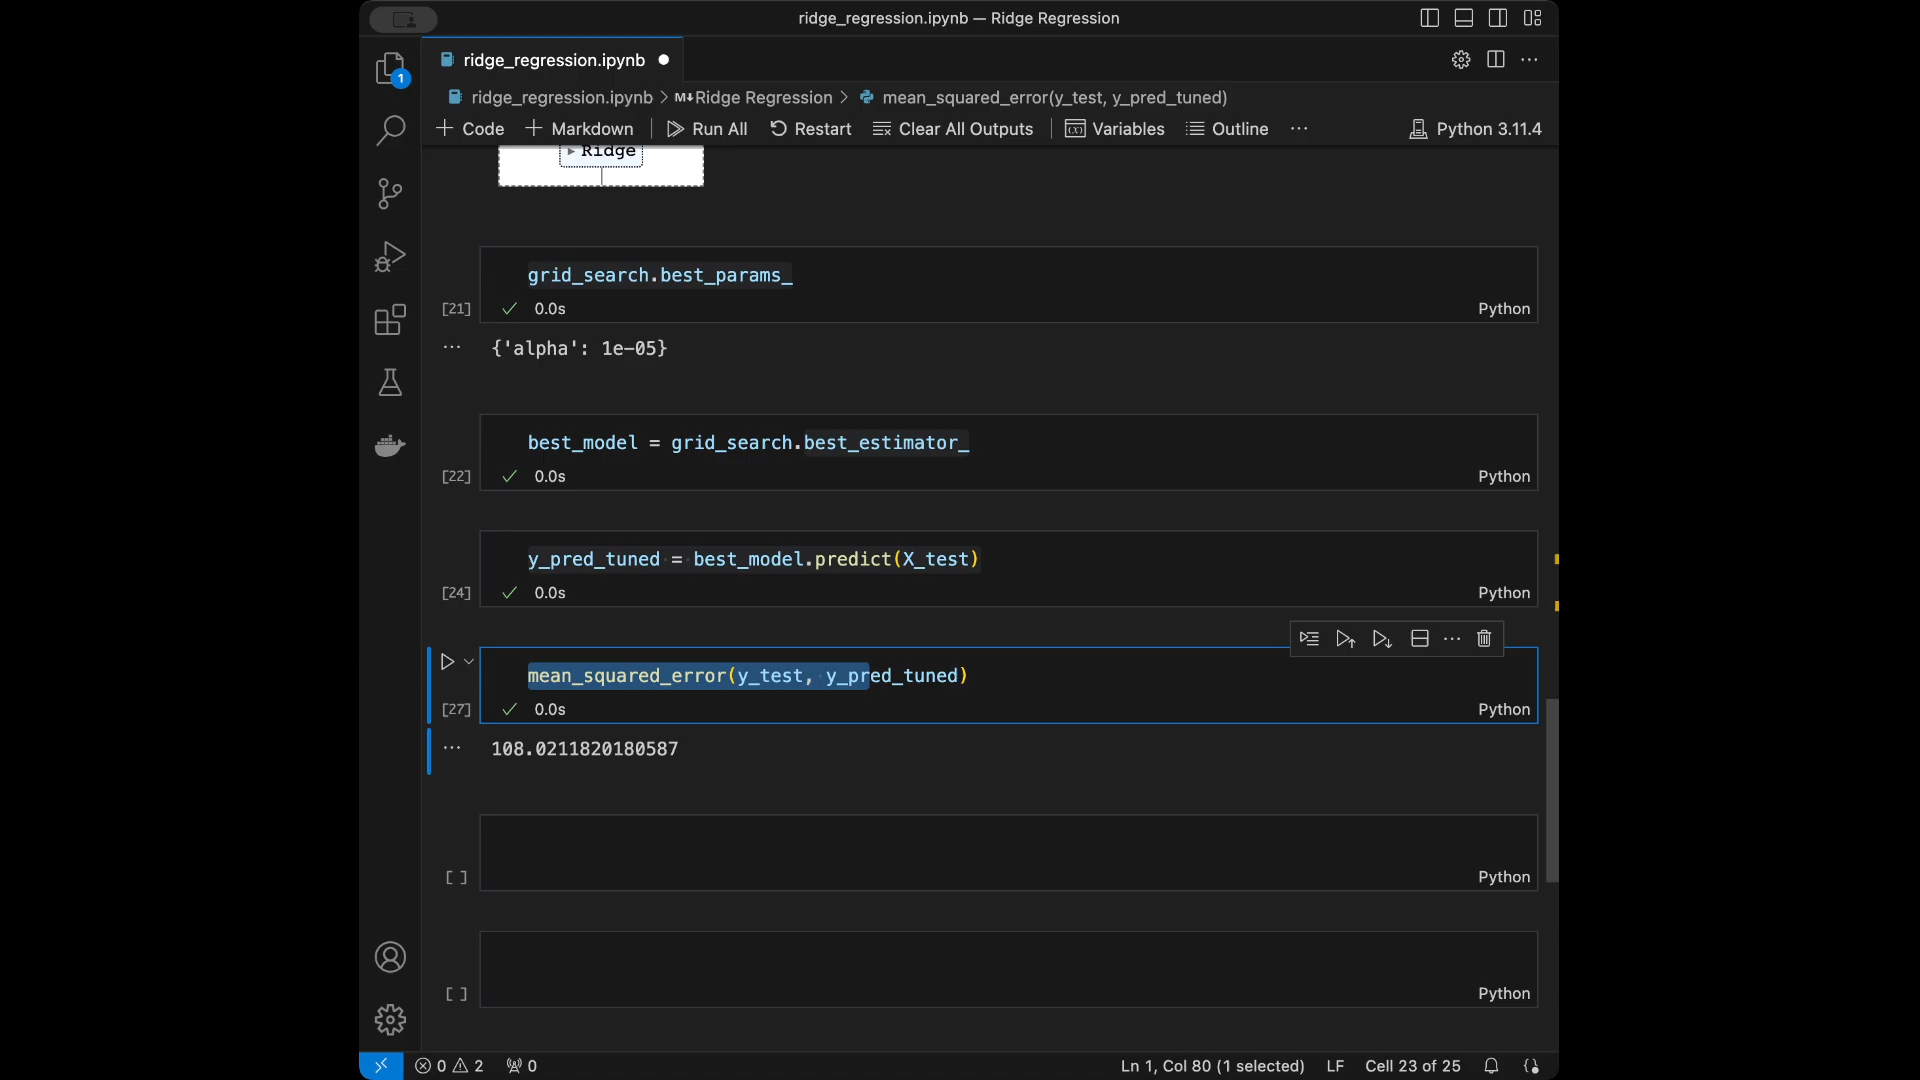 ridge_regression.ipynb — Ridge Regression
ridge_regression.ipynb
1
ridge_regression.ipynb > M↓Ridge Regression > mean_squared_error(y_test, y_pred_tuned)
+ Code + Markdown Run All Restart Clear All Outputs Variables Outline ... Python 3.11.4
Ridge
grid_search.best_params_
[21] 0.0s Python
{'alpha': 1e-05}
best_model = grid_search.best_estimator_
[22] 0.0s Python
y_pred_tuned = best_model.predict(X_test)
[24] 0.0s Python
mean_squared_error(y_test, y_pred_tuned)
[27] 0.0s Python
108.0211820180587
[ ] Python
[ ] Python
0 2 0 Ln 1, Col 80 (1 selected) LF Cell 23 of 25